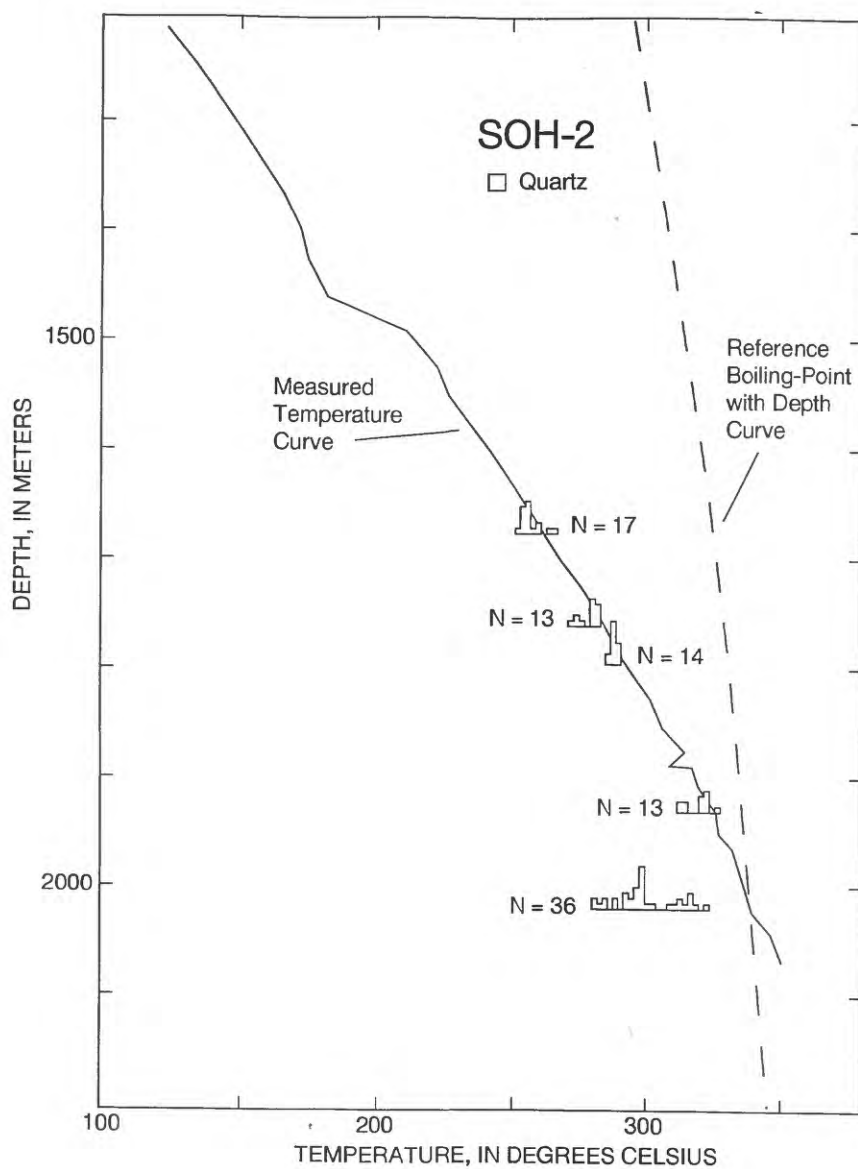 SOH-2
Quartz
1500
Reference
Boiling-Point
with Depth
Curve
Measured
Temperature
Curve
DEPTH, IN METERS
N = 17
N = 13
N = 14
N = 13
2000
N = 36
100
200
300
TEMPERATURE, IN DEGREES CELSIUS